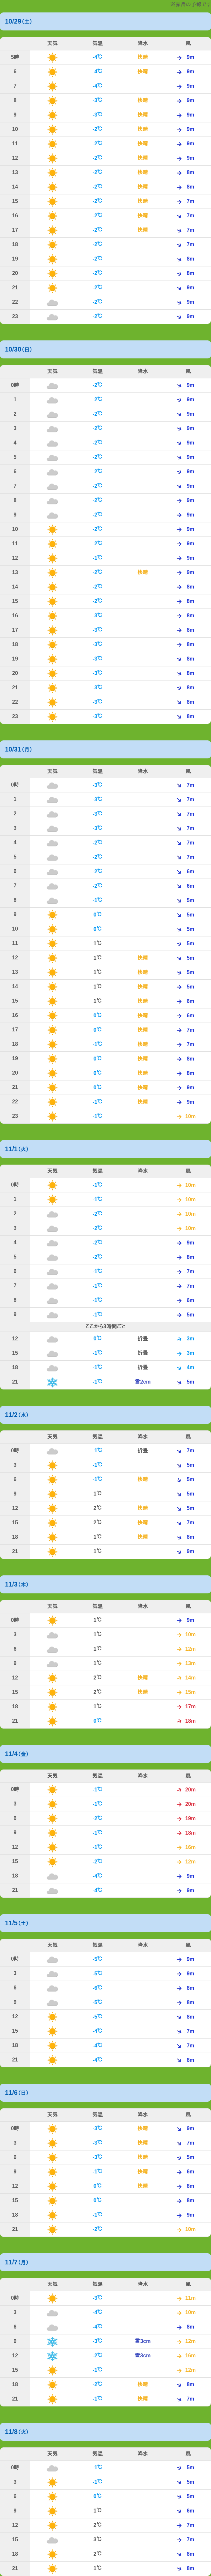 10/29(土)
天気 気温 降水 風
5時 -4℃ 快晴 9m
6 -4℃ 快晴 9m
7 -4℃ 9m
8 -3℃ 快晴 9m
9 -3℃ 快晴 9m
10 -2℃ 快晴 9m
11 -2℃ 快晴 9m
12 -2℃ 快晴 9m
13 -2℃ 快晴 8m
14 -2℃ 快晴 8m
15 -2℃ 快晴 7m
16 -2℃ 快晴 7m
17 -2℃ 快晴 7m
18 -2℃ 7m
19 -2℃ 8m
20 -2℃ 8m
21 -2℃ 9m
22 -2℃ 9m
23 -2℃ 9m
10/30(日)
天気 気温 降水 風
0時 -2℃ 9m
1 -2℃ 9m
2 -2℃ 9m
3 -2℃ 9m
4 -2℃ 9m
5 -2℃ 9m
6 -2℃ 9m
7 -2℃ 9m
8 -2℃ 9m
9 -2℃ 9m
10 -2℃ 9m
11 -2℃ 9m
12 -1℃ 9m
13 -2℃ 快晴 9m
14 -2℃ 8m
15 -2℃ 8m
16 -3℃ 8m
17 -3℃ 8m
18 -3℃ 8m
19 -3℃ 8m
20 -3℃ 8m
21 -3℃ 8m
22 -3℃ 8m
23 -3℃ 8m
10/31(月)
天気 気温 降水 風
0時 -3℃ 7m
1 -3℃ 7m
2 -3℃ 7m
3 -3℃ 7m
4 -2℃ 7m
5 -2℃ 7m
6 -2℃ 6m
7 -2℃ 6m
8 -1℃ 5m
9 0℃ 5m
10 0℃ 5m
11 1℃ 5m
12 1℃ 快晴 5m
13 1℃ 快晴 5m
14 1℃ 快晴 5m
15 1℃ 快晴 6m
16 0℃ 快晴 6m
17 0℃ 快晴 7m
18 -1℃ 快晴 7m
19 0℃ 快晴 8m
20 0℃ 快晴 8m
21 0℃ 快晴 9m
22 -1℃ 快晴 9m
23 -1℃ 10m
11/1(火)
天気 気温 降水 風
0時 -1℃ 10m
1 -1℃ 10m
2 -2℃ 10m
3 -2℃ 10m
4 -2℃ 9m
5 -2℃ 8m
6 -1℃ 7m
7 -1℃ 7m
8 -1℃ 6m
9 -1℃ 5m
ここから3時間ごと
12 0℃ 折畳 3m
15 -1℃ 折畳 3m
18 -1℃ 折畳 4m
21 -1℃ 雪2cm 5m
11/2(水)
天気 気温 降水 風
0時 -1℃ 折畳 7m
3 -1℃ 5m
6 -1℃ 快晴 5m
9 1℃ 5m
12 2℃ 快晴 5m
15 2℃ 快晴 7m
18 1℃ 快晴 8m
21 1℃ 9m
11/3(木)
天気 気温 降水 風
0時 1℃ 9m
3 1℃ 10m
6 1℃ 12m
9 1℃ 13m
12 2℃ 快晴 14m
15 2℃ 快晴 15m
18 1℃ 17m
21 0℃ 18m
11/4(金)
天気 気温 降水 風
0時 -1℃ 20m
3 -1℃ 20m
6 -2℃ 19m
9 -1℃ 18m
12 -1℃ 16m
15 -2℃ 12m
18 -4℃ 9m
21 -4℃ 9m
11/5(土)
天気 気温 降水 風
0時 -5℃ 9m
3 -5℃ 9m
6 -6℃ 8m
9 -5℃ 8m
12 -5℃ 8m
15 -4℃ 7m
18 -4℃ 7m
21 -4℃ 8m
11/6(日)
天気 気温 降水 風
0時 -3℃ 快晴 9m
3 -3℃ 快晴 7m
6 -3℃ 快晴 5m
9 -1℃ 快晴 6m
12 0℃ 快晴 8m
15 0℃ 8m
18 -1℃ 9m
21 -2℃ 10m
11/7(月)
天気 気温 降水 風
0時 -3℃ 11m
3 -4℃ 10m
6 -4℃ 8m
9 -3℃ 雪3cm 12m
12 -2℃ 雪3cm 16m
15 -1℃ 12m
18 -2℃ 快晴 8m
21 -1℃ 快晴 7m
11/8(火)
天気 気温 降水 風
0時 -1℃ 5m
3 -1℃ 5m
6 0℃ 5m
9 1℃ 6m
12 2℃ 7m
15 3℃ 7m
18 2℃ 8m
21 1℃ 8m